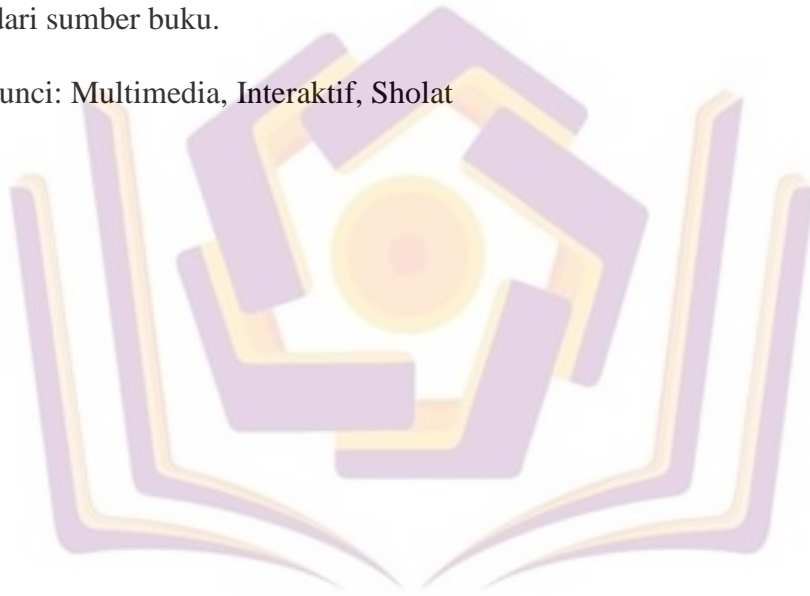 dari sumber buku.
unci: Multimedia, Interaktif, Sholat